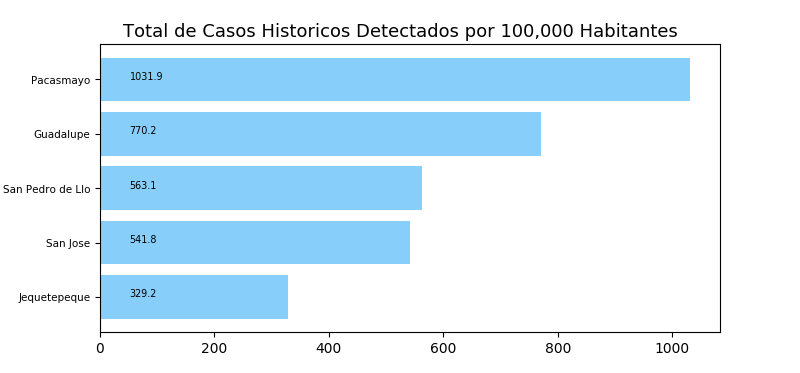 Total de Casos Historicos Detectados por 100,000 Habitantes
Pacasmayo 1031.9
Guadalupe 770.2
San Pedro de Llo 563.1
San Jose 541.8
Jequetepeque 329.2
0 200 400 600 800 1000